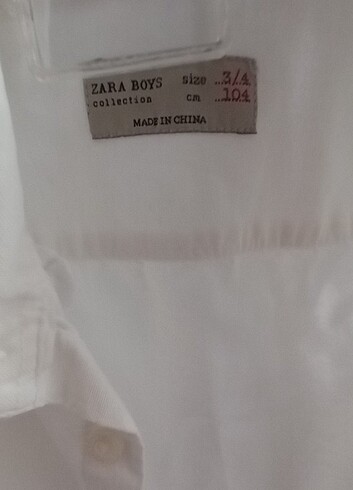 ZARA BOYS size ..3/4
collection cm ..104
MADE IN CHINA